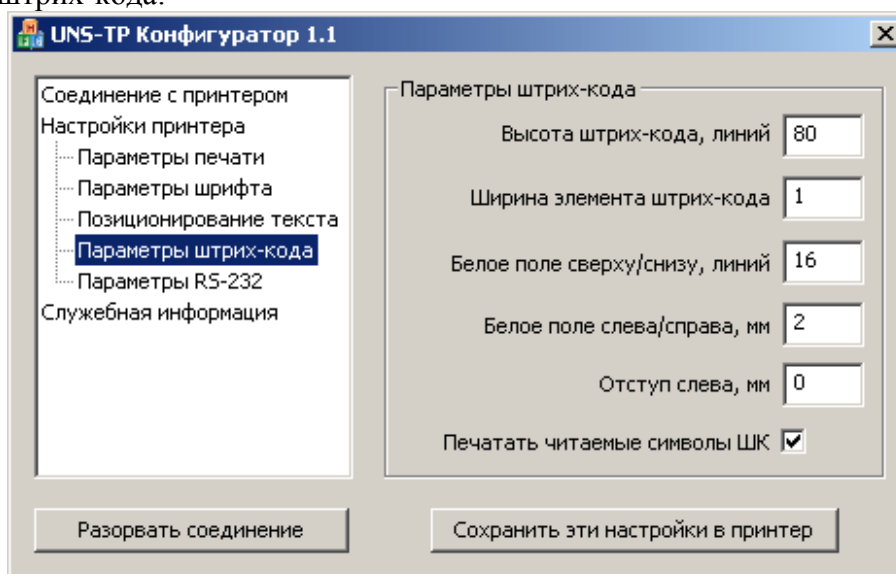 штрих-кода.
UNS-TP Конфигуратор 1.1
Соединение с принтером
Настройки принтера
Параметры печати
Параметры шрифта
Позиционирование текста
Параметры штрих-кода
Параметры RS-232
Служебная информация
Параметры штрих-кода
Высота штрих-кода, линий 80
Ширина элемента штрих-кода 1
Белое поле сверху/снизу, линий 16
Белое поле слева/справа, мм 2
Отступ слева, мм 0
Печатать читаемые символы ШК
Разорвать соединение
Сохранить эти настройки в принтер